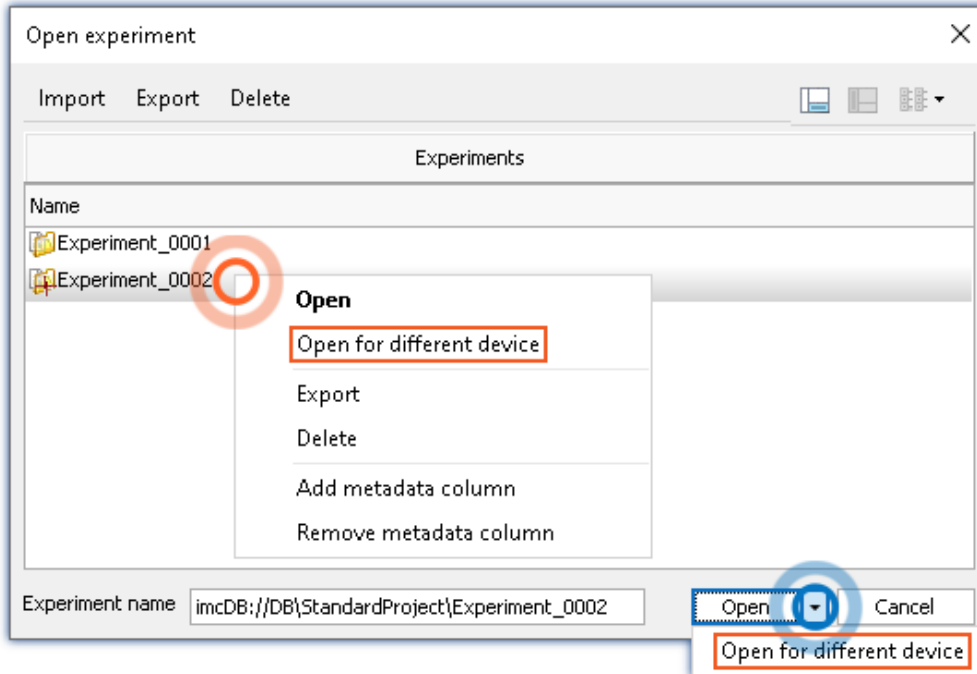 Open experiment
Import Export Delete
Experiments
Name
Experiment_0001
Experiment_0002
Open
Open for different device
Export
Delete
Add metadata column
Remove metadata column
Experiment name imcDB://DB\StandardProject\Experiment_0002 Open Cancel
Open for different device